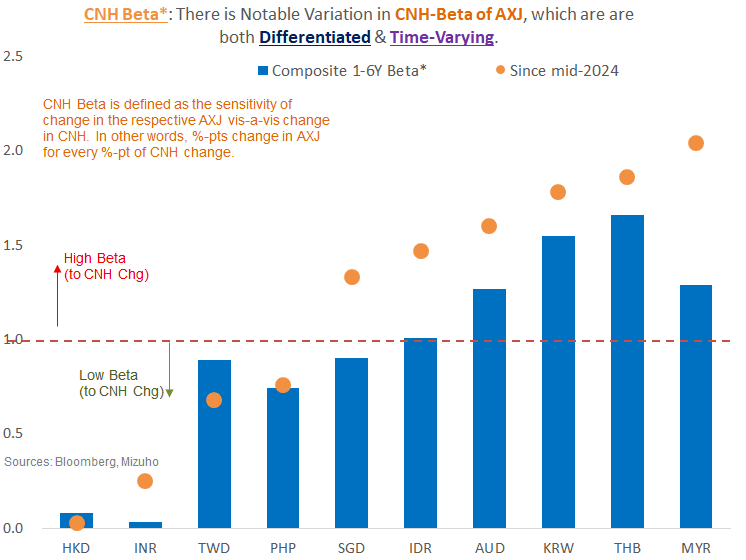 CNH Beta*: There is Notable Variation in CNH-Beta of AXJ, which are are
both Differentiated & Time-Varying.
Composite 1-6Y Beta*
Since mid-2024
CNH Beta is defined as the sensitivity of
change in the respective AXJ vis-a-vis change
in CNH. In other words, %-pts change in AXJ
for every %-pt of CNH change.
2.5
2.0
1.5
1.0
0.5
0.0
High Beta
(to CNH Chg)
Low Beta
(to CNH Chg)
Sources: Bloomberg, Mizuho
HKD
INR
TWD
PHP
SGD
IDR
AUD
KRW
THB
MYR